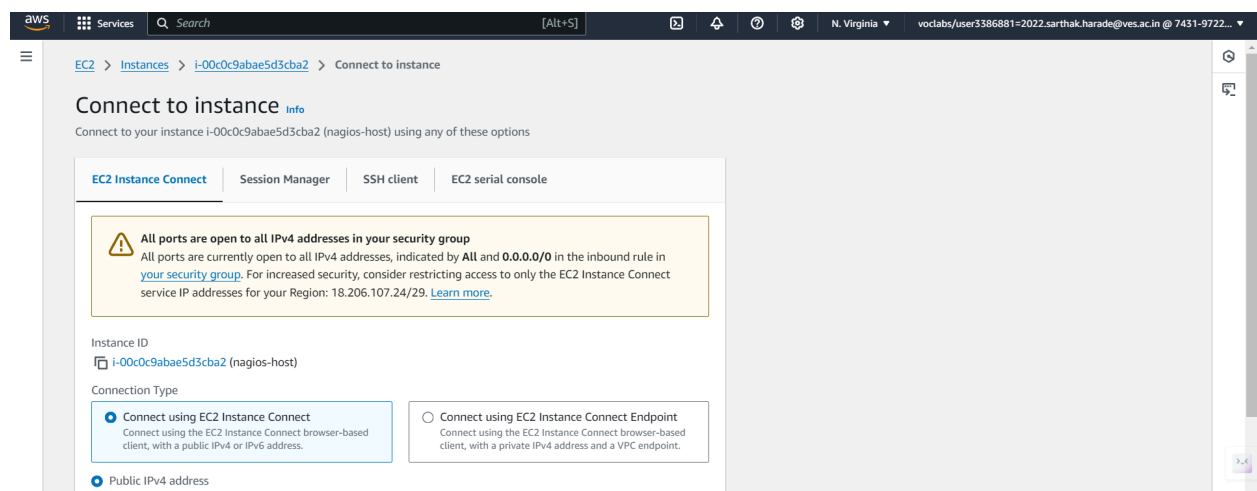 aws Services Search [Alt+S] N. Virginia voclabs/user3386881=2022.sarthak.harade@ves.ac.in @ 7431-9722...
EC2 > Instances > i-00c0c9abae5d3cba2 > Connect to instance
Connect to instance Info
Connect to your instance i-00c0c9abae5d3cba2 (nagios-host) using any of these options
EC2 Instance Connect Session Manager SSH client EC2 serial console
All ports are open to all IPv4 addresses in your security group
All ports are currently open to all IPv4 addresses, indicated by All and 0.0.0.0/0 in the inbound rule in
your security group. For increased security, consider restricting access to only the EC2 Instance Connect
service IP addresses for your Region: 18.206.107.24/29. Learn more.
Instance ID
i-00c0c9abae5d3cba2 (nagios-host)
Connection Type
Connect using EC2 Instance Connect
Connect using the EC2 Instance Connect browser-based
client, with a public IPv4 or IPv6 address.
Connect using EC2 Instance Connect Endpoint
Connect using the EC2 Instance Connect browser-based
client, with a private IPv4 address and a VPC endpoint.
Public IPv4 address